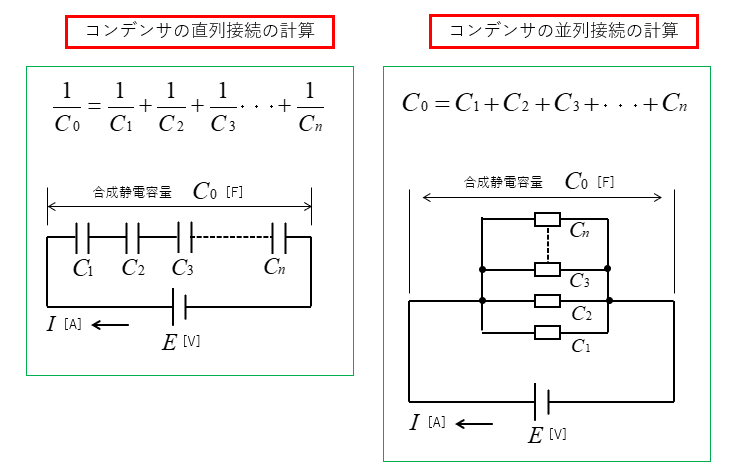 コンデンサの直列接続の計算
1/C0 = 1/C1 + 1/C2 + 1/C3 ··· + 1/Cn
合成静電容量 C0 [F]
C1 C2 C3 Cn
I [A]
E [V]
コンデンサの並列接続の計算
C0 = C1 + C2 + C3 + ··· + Cn
合成静電容量 C0 [F]
Cn
C3
C2
C1
I [A]
E [V]